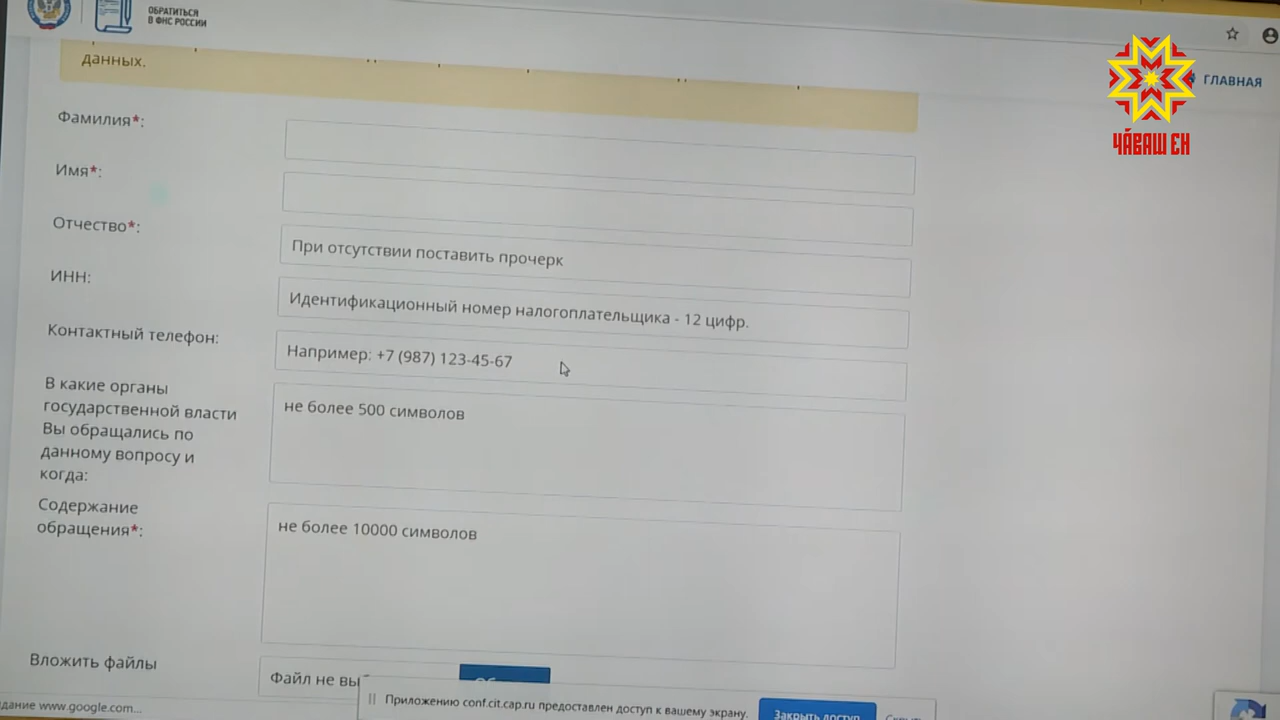 ОБРАТИТЬСЯ
В ФНС РОССИИ
ГЛАВНАЯ
данных.
ЧӐВАШ ЕН
Фамилия*:
Имя*:
Отчество*:
При отсутствии поставить прочерк
ИНН:
Идентификационный номер налогоплательщика - 12 цифр.
Контактный телефон:
Например: +7 (987) 123-45-67
В какие органы
государственной власти
Вы обращались по
данному вопросу и
когда:
не более 500 символов
Содержание
обращения*:
не более 10000 символов
Вложить файлы
Файл не
Приложению conf.cit.cap.ru предоставлен доступ к вашему экрану.
Закрыть доступ
www.google.com...